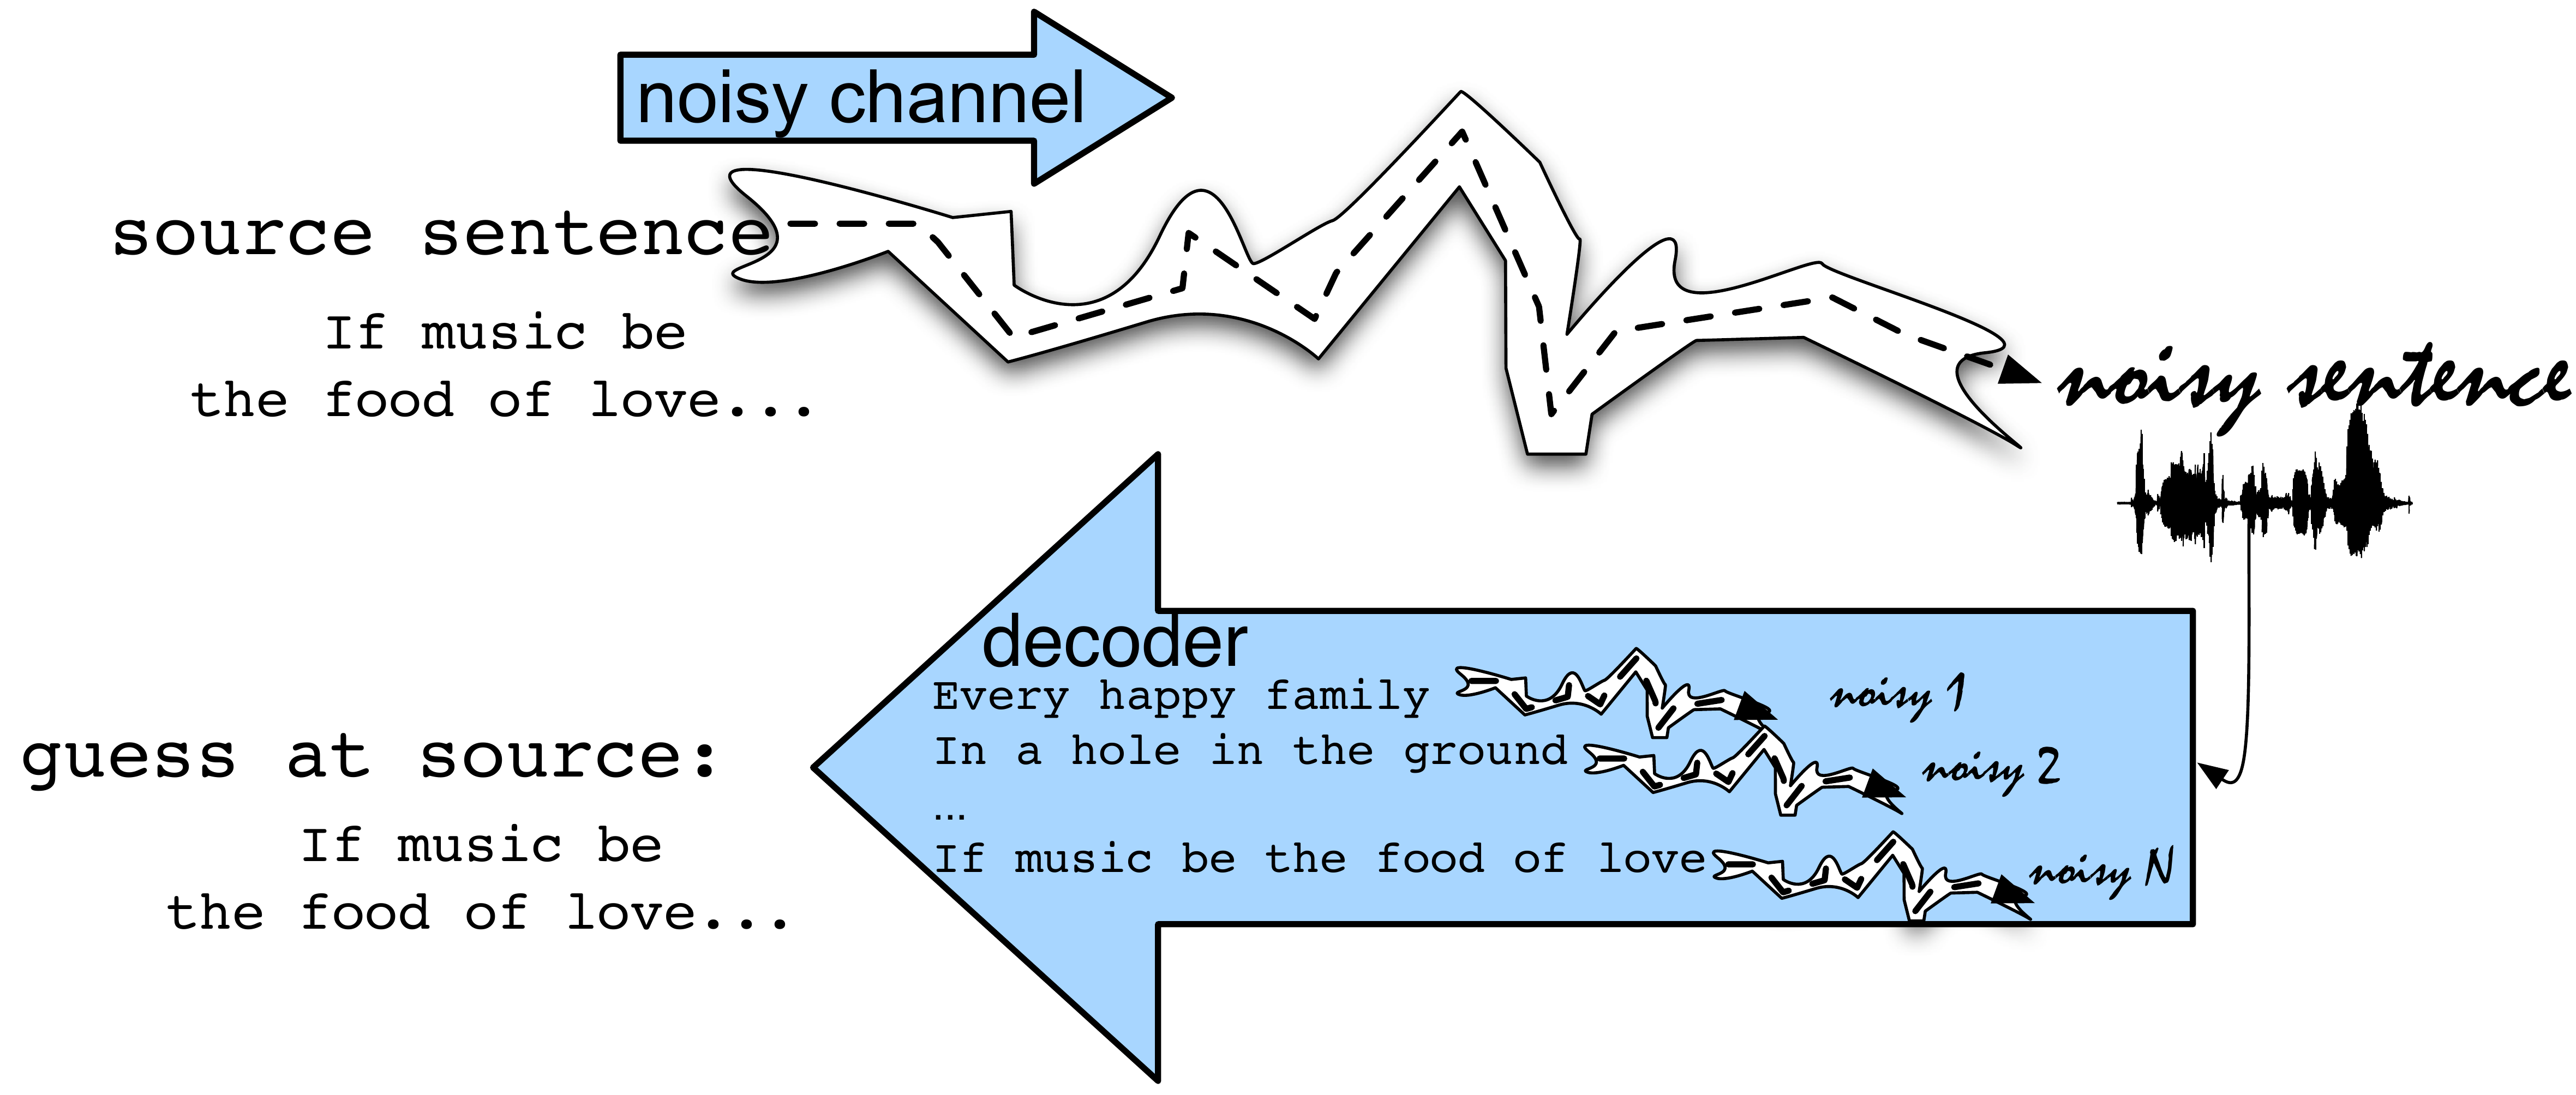 noisy channel
source sentence
If music be
the food of love...
noisy sentence
decoder
Every happy family noisy 1
In a hole in the ground noisy 2
...
If music be the food of love noisy N
guess at source:
If music be
the food of love...